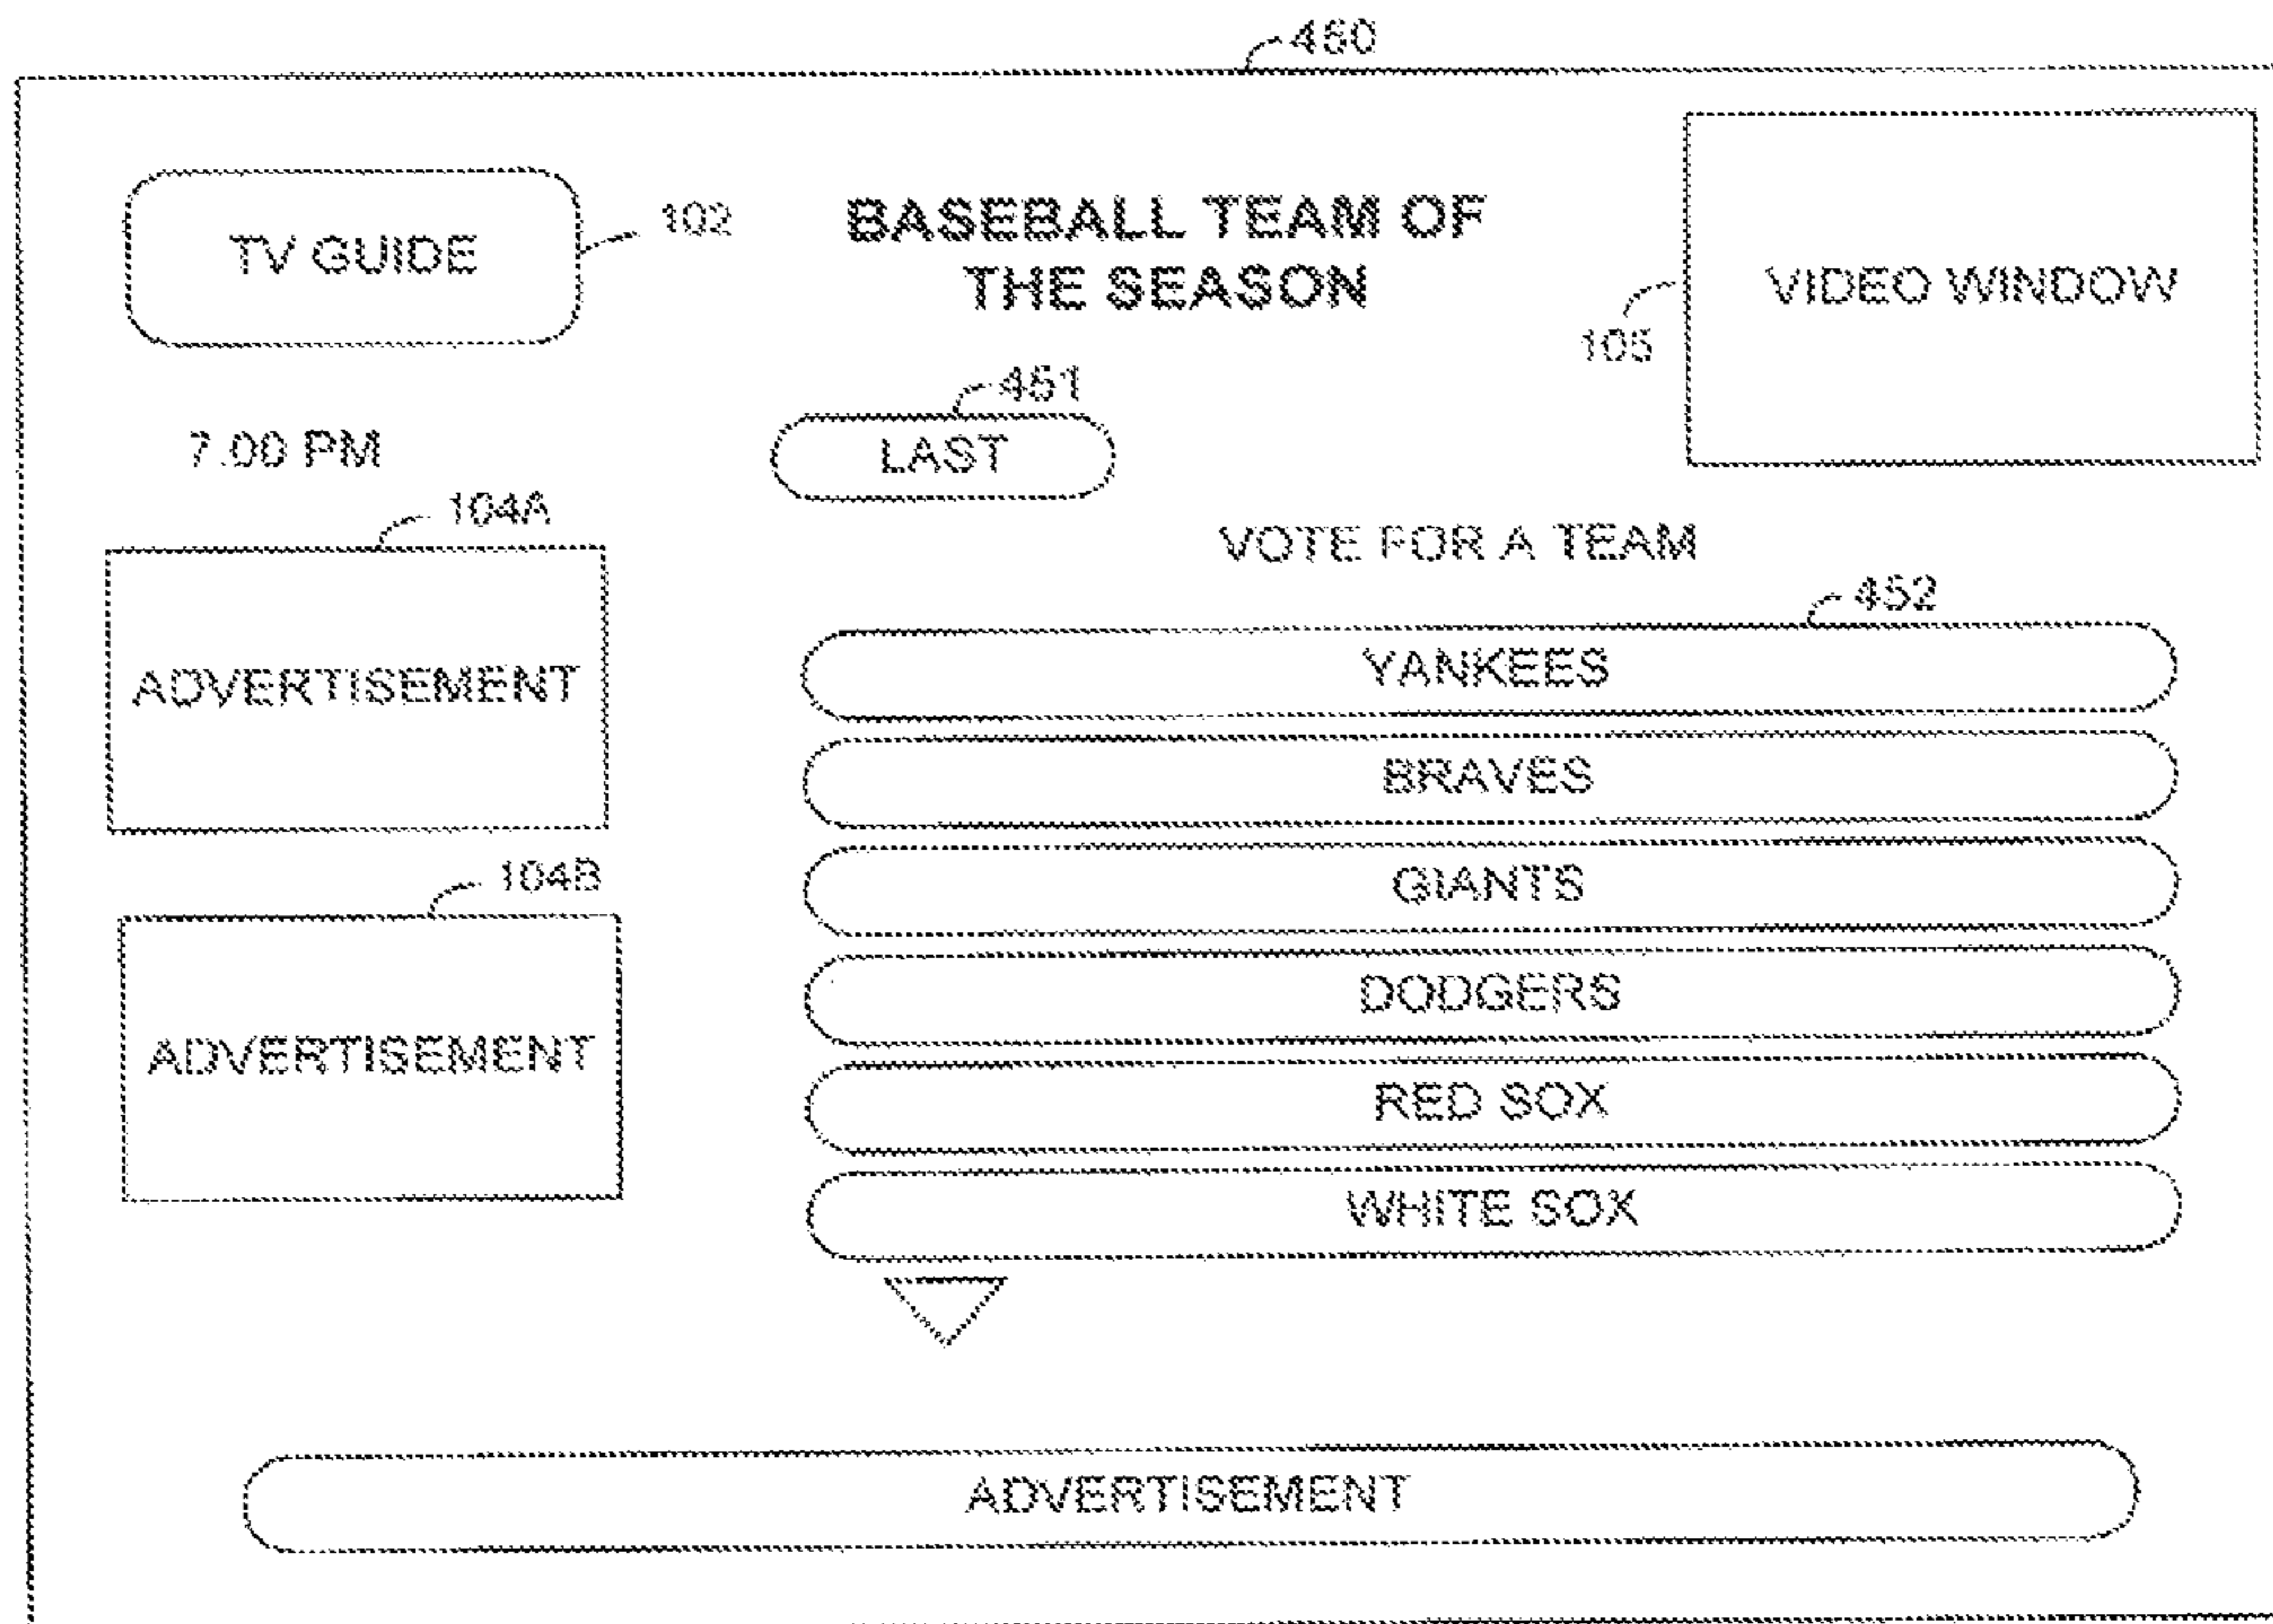 450
TV GUIDE
102
BASEBALL TEAM OF
THE SEASON
VIDEO WINDOW
105
451
LAST
7:00 PM
104A
ADVERTISEMENT
VOTE FOR A TEAM
452
YANKEES
BRAVES
GIANTS
DODGERS
RED SOX
WHITE SOX
104B
ADVERTISEMENT
ADVERTISEMENT